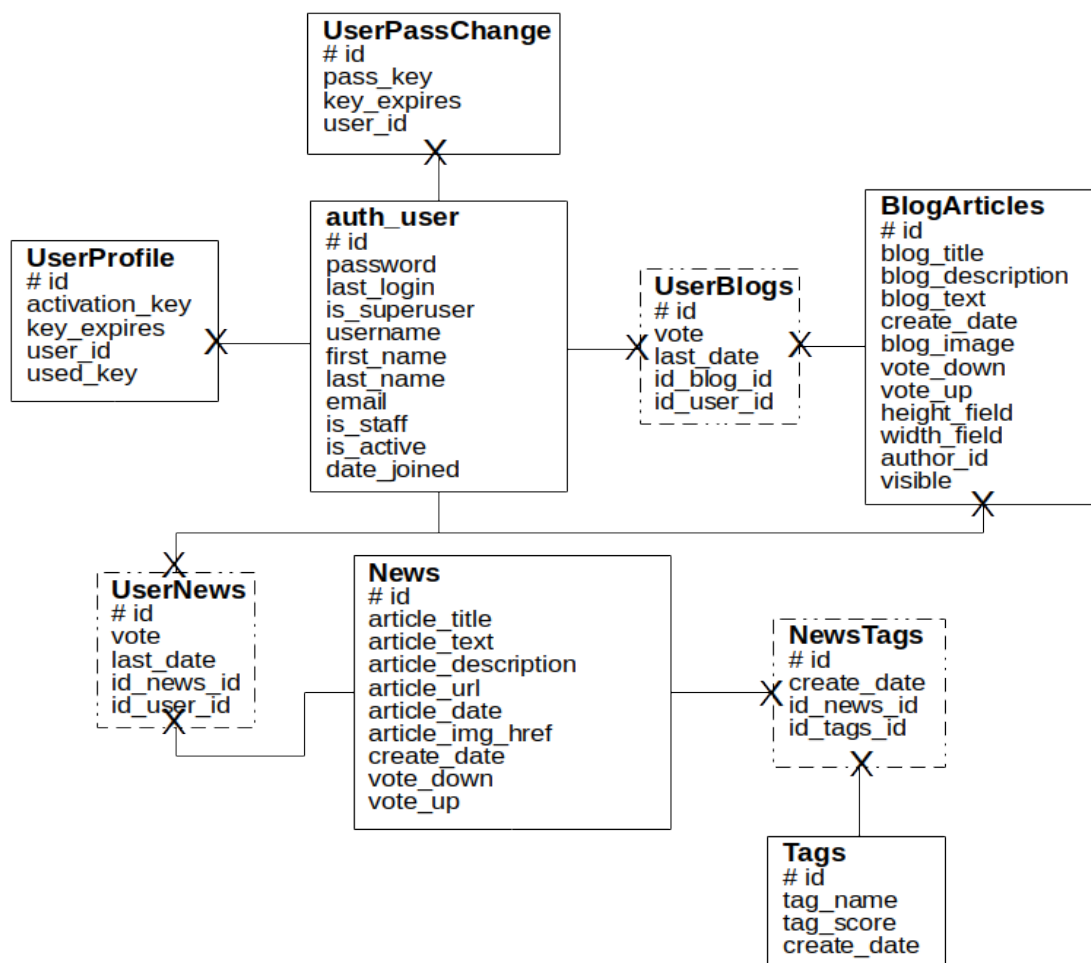 UserPassChange
# id
pass_key
key_expires
user_id
auth_user
# id
password
last_login
is_superuser
username
first_name
last_name
email
is_staff
is_active
date_joined
UserProfile
# id
activation_key
key_expires
user_id
used_key
UserBlogs
# id
vote
last_date
id_blog_id
id_user_id
BlogArticles
# id
blog_title
blog_description
blog_text
create_date
blog_image
vote_down
vote_up
height_field
width_field
author_id
visible
UserNews
# id
vote
last_date
id_news_id
id_user_id
News
# id
article_title
article_text
article_description
article_url
article_date
article_img_href
create_date
vote_down
vote_up
NewsTags
# id
create_date
id_news_id
id_tags_id
Tags
# id
tag_name
tag_score
create_date